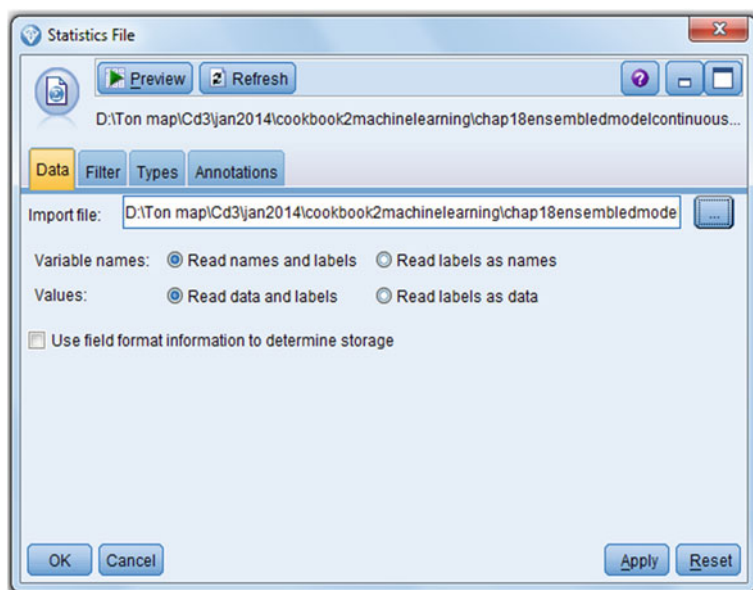 Statistics File
Preview Refresh
D:\Ton map\Cd3\jan2014\cookbook2machinelearning\chap18ensembledmodelcontinuous...
Data Filter Types Annotations
Import file: D:\Ton map\Cd3\jan2014\cookbook2machinelearning\chap18ensembledmode ...
Variable names: Read names and labels Read labels as names
Values: Read data and labels Read labels as data
Use field format information to determine storage
OK Cancel Apply Reset